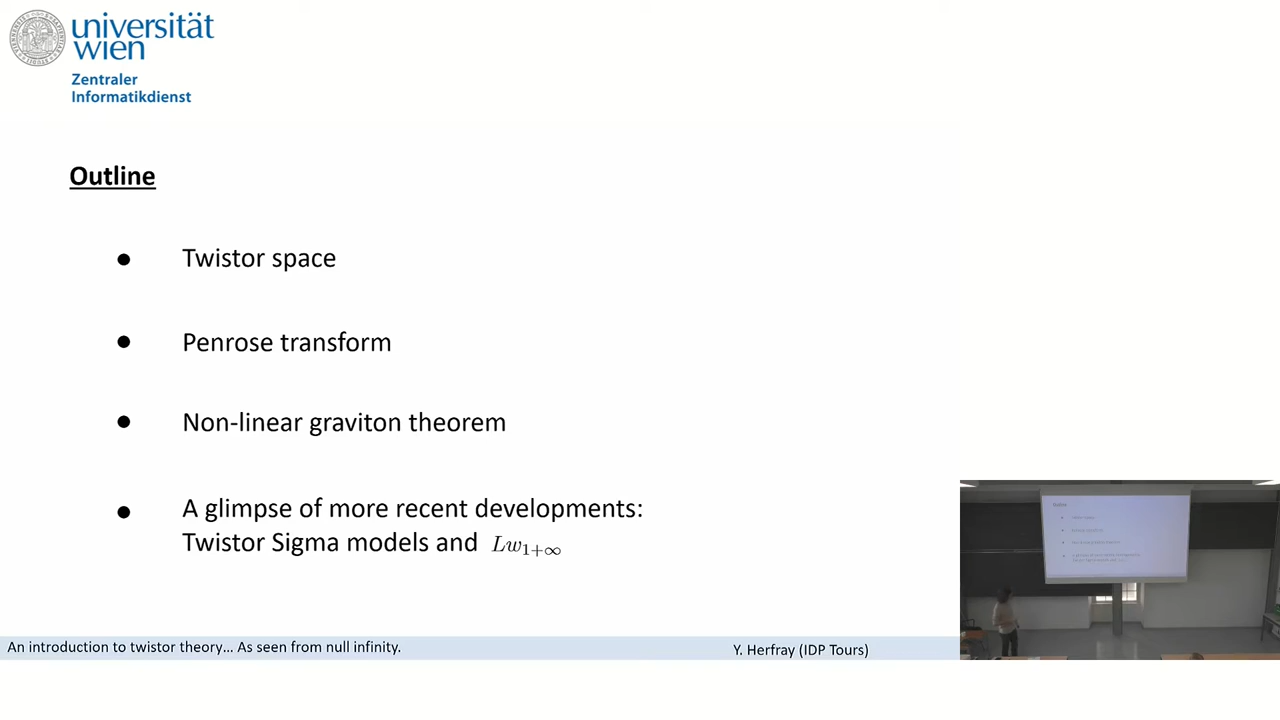 universität
wien
Zentraler
Informatikdienst
Outline
● Twistor space
● Penrose transform
● Non-linear graviton theorem
● A glimpse of more recent developments:
Twistor Sigma models and Lw₁₊∞
An introduction to twistor theory... As seen from null infinity.
Y. Herfray (IDP Tours)